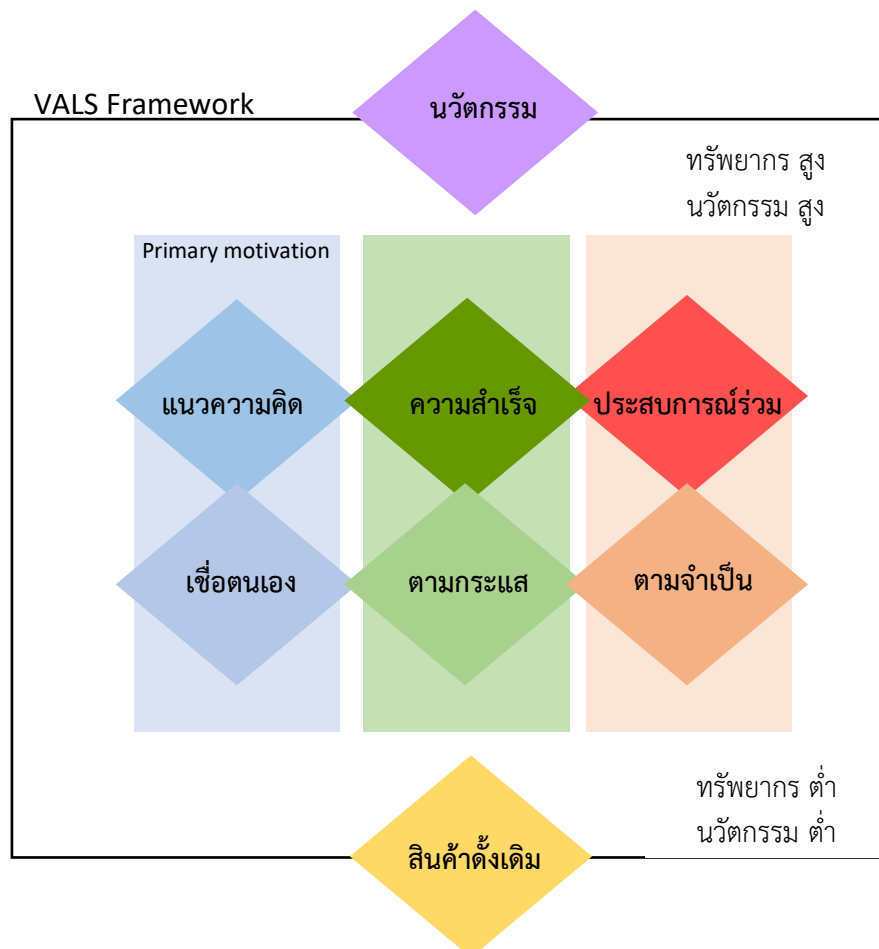 VALS Framework
นวัตกรรม
ทรัพยากร สูง
นวัตกรรม สูง
Primary motivation
แนวความคิด
ความสำเร็จ
ประสบการณ์ร่วม
เชื่อตนเอง
ตามกระแส
ตามจำเป็น
ทรัพยากร ต่ำ
นวัตกรรม ต่ำ
สินค้าดั้งเดิม